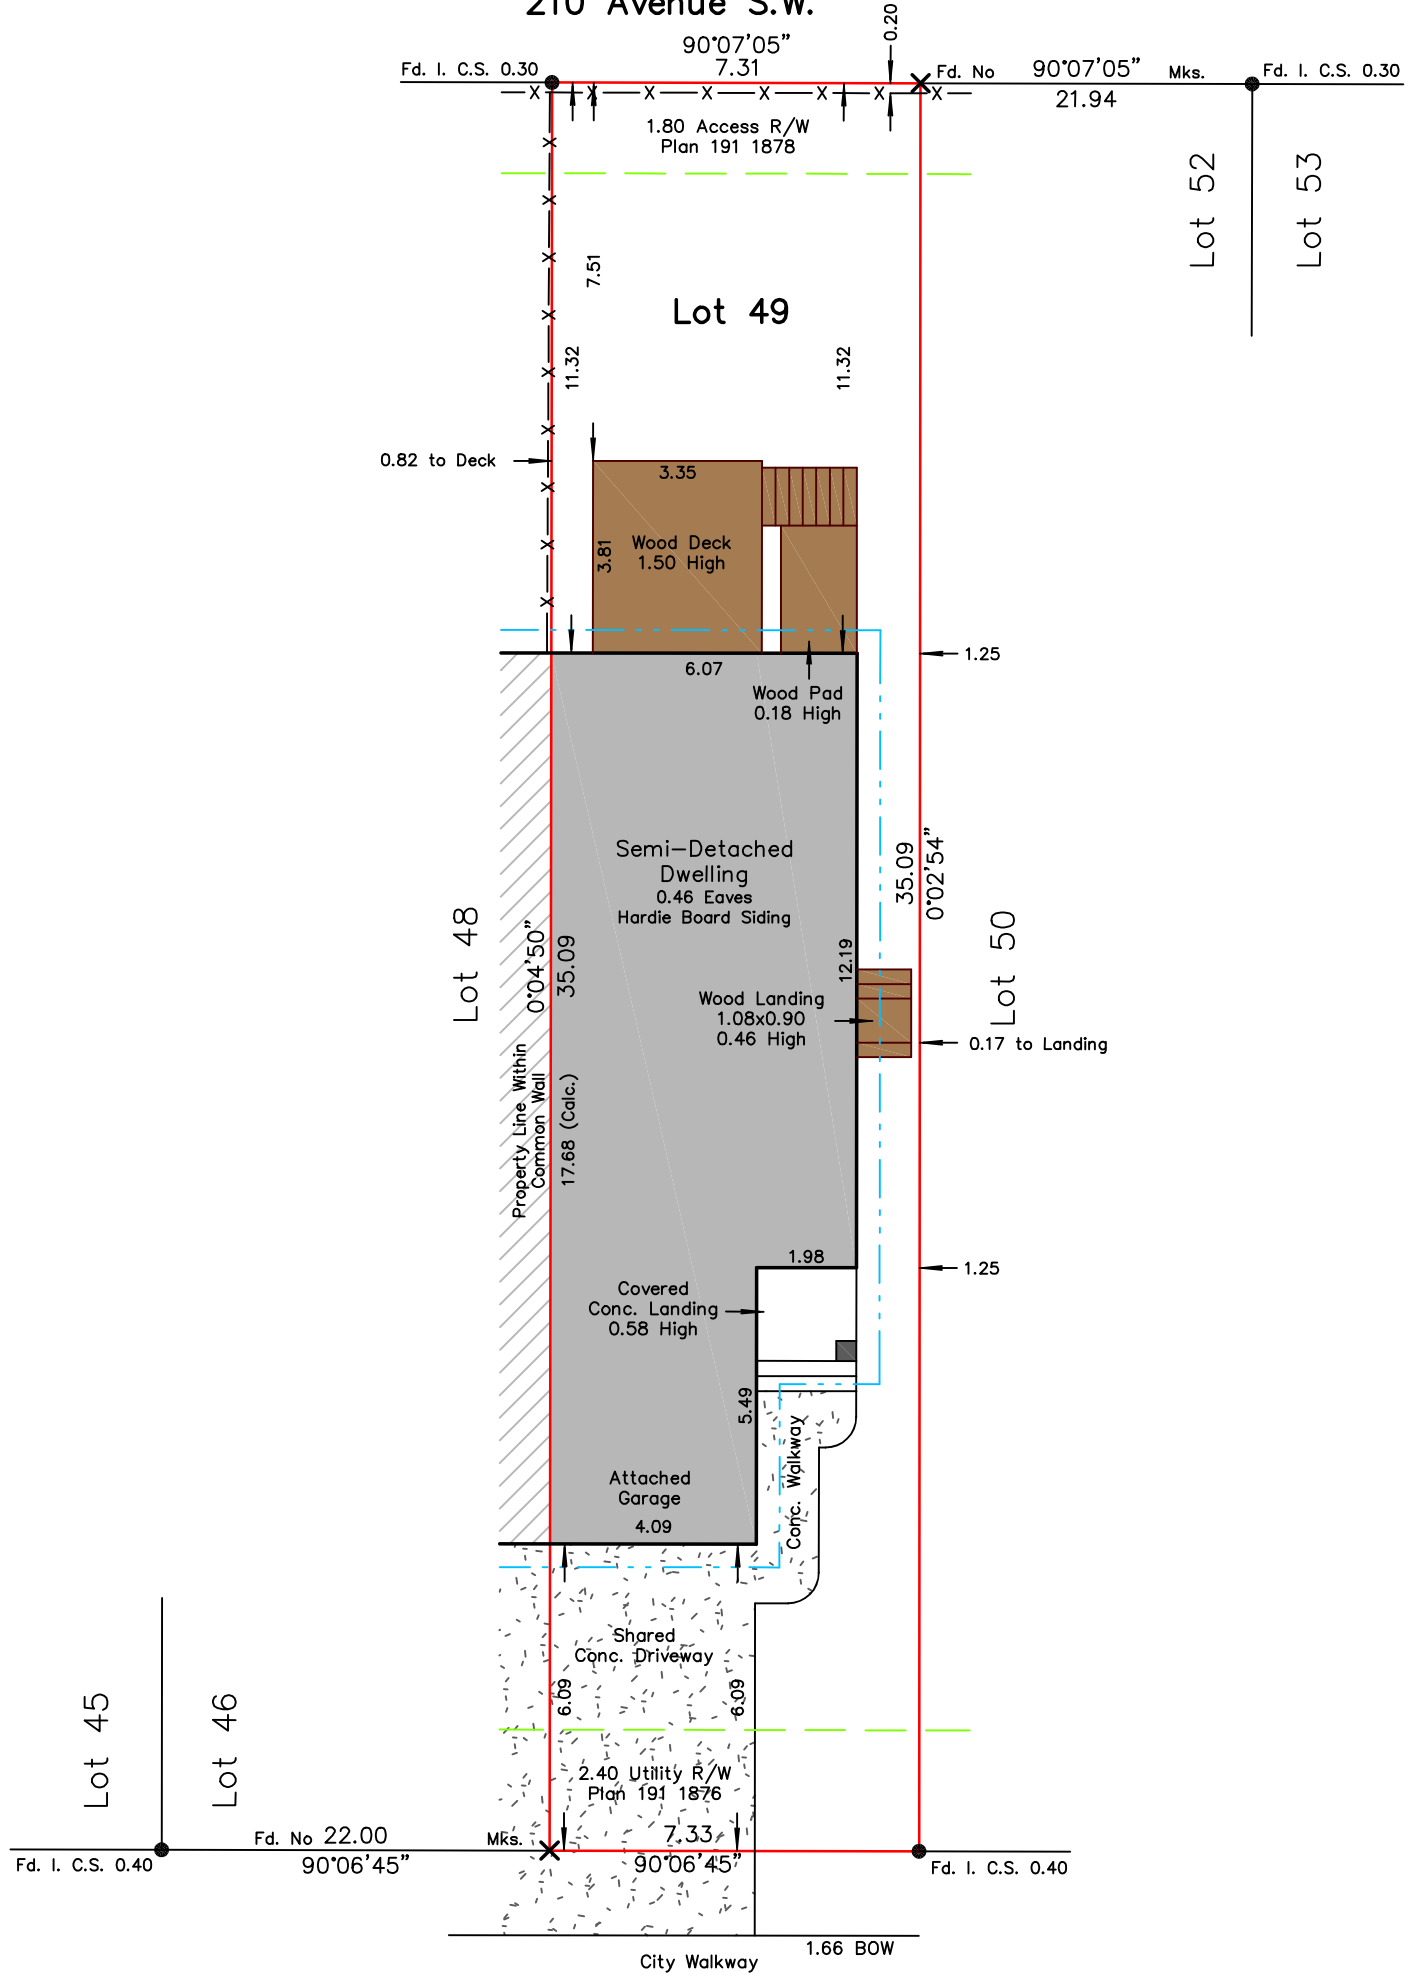 210 Avenue S.W.
0.20
90°07'05"
7.31
Fd. I. C.S. 0.30
Fd. No
90°07'05"
Mks.
Fd. I. C.S. 0.30
21.94
X X X X X X X X
1.80 Access R/W
Plan 191 1878
Lot 52
Lot 53
7.51
Lot 49
11.32
11.32
0.82 to Deck
3.35
Wood Deck
1.50 High
3.81
6.07
1.25
Wood Pad
0.18 High
Semi-Detached
Dwelling
0.46 Eaves
Hardie Board Siding
35.09
0°02'54"
Lot 48
0°04'50"
35.09
12.19
Lot 50
Wood Landing
1.08x0.90
0.46 High
0.17 to Landing
Property Line Within
Common Wall
17.68 (Calc.)
1.98
1.25
Covered
Conc. Landing
0.58 High
5.49
Conc. Walkway
Attached
Garage
4.09
Shared
Conc. Driveway
6.09
6.09
Lot 45
Lot 46
2.40 Utility R/W
Plan 191 1876
Fd. No 22.00
Mks.
7.33
Fd. I. C.S. 0.40
90°06'45"
90°06'45"
Fd. I. C.S. 0.40
1.66 BOW
City Walkway